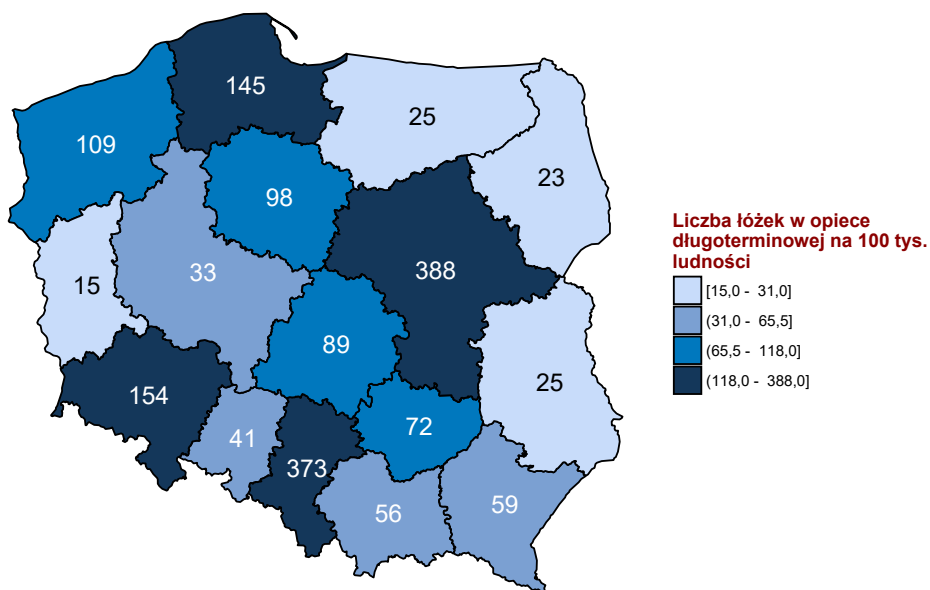 145
25
109
23
98
388
33
15
89
25
154
72
41
373
56
59
Liczba łóżek w opiece
długoterminowej na 100 tys.
ludności
[15,0 - 31,0]
(31,0 - 65,5]
(65,5 - 118,0]
(118,0 - 388,0]